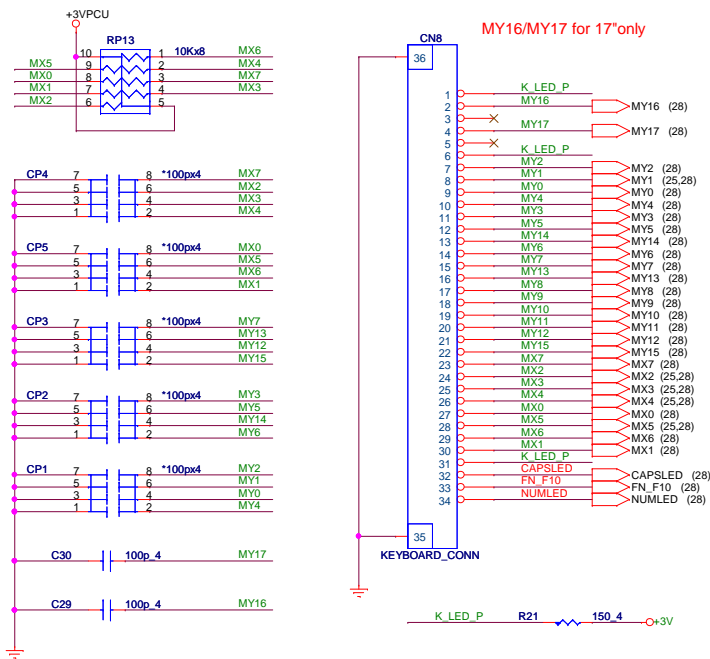 +3VPCU
RP13
10 1 10Kx8 MX6
MX5 9 2 MX4
MX0 8 3 MX7
MX1 7 4 MX3
MX2 6 5
CP4 7 8 *100px4 MX7
5 6 MX2
3 4 MX3
1 2 MX4
CP5 7 8 *100px4 MX0
5 6 MX5
3 4 MX6
1 2 MX1
CP3 7 8 *100px4 MY7
5 6 MY13
3 4 MY12
1 2 MY15
CP2 7 8 *100px4 MY3
5 6 MY5
3 4 MY14
1 2 MY6
CP1 7 8 *100px4 MY2
5 6 MY1
3 4 MY0
1 2 MY4
C30 100p_4 MY17
C29 100p_4 MY16
MY16/MY17 for 17"only
CN8
36
1 K_LED_P
2 MY16 MY16 (28)
3
4 MY17 MY17 (28)
5
6 K_LED_P
7 MY2 MY2 (28)
8 MY1 MY1 (25,28)
9 MY0 MY0 (28)
10 MY4 MY4 (28)
11 MY3 MY3 (28)
12 MY5 MY5 (28)
13 MY14 MY14 (28)
14 MY6 MY6 (28)
15 MY7 MY7 (28)
16 MY13 MY13 (28)
17 MY8 MY8 (28)
18 MY9 MY9 (28)
19 MY10 MY10 (28)
20 MY11 MY11 (28)
21 MY12 MY12 (28)
22 MY15 MY15 (28)
23 MX7 MX7 (28)
24 MX2 MX2 (25,28)
25 MX3 MX3 (25,28)
26 MX4 MX4 (25,28)
27 MX0 MX0 (28)
28 MX5 MX5 (25,28)
29 MX6 MX6 (28)
30 MX1 MX1 (28)
31 K_LED_P
32 CAPSLED CAPSLED (28)
33 FN_F10 FN_F10 (28)
34 NUMLED NUMLED (28)
35
KEYBOARD_CONN
K_LED_P R21 150_4 +3V